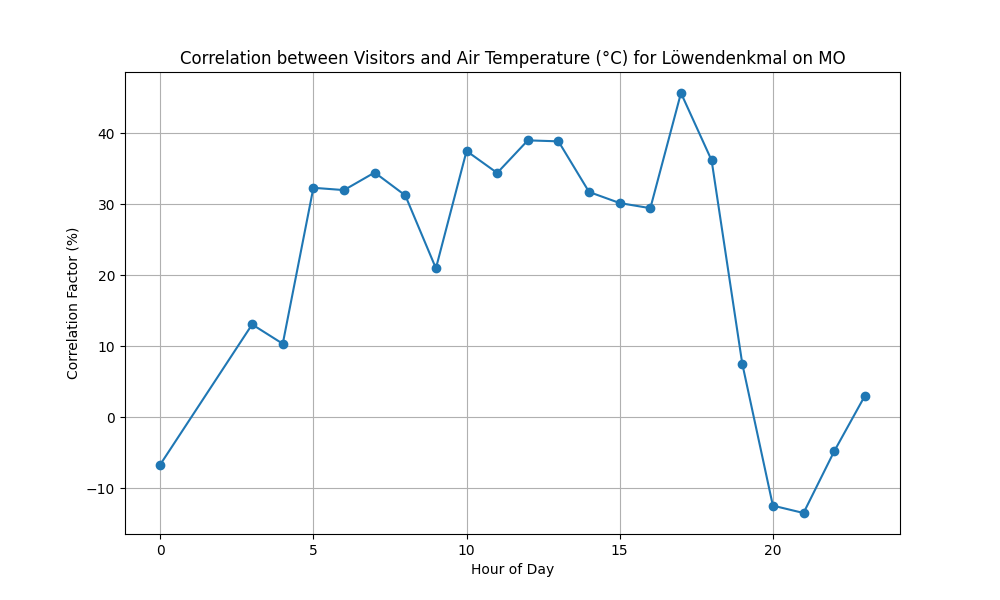 Correlation between Visitors and Air Temperature (°C) for Löwendenkmal on MO
Correlation Factor (%)
40
30
20
10
0
−10
0 5 10 15 20
Hour of Day